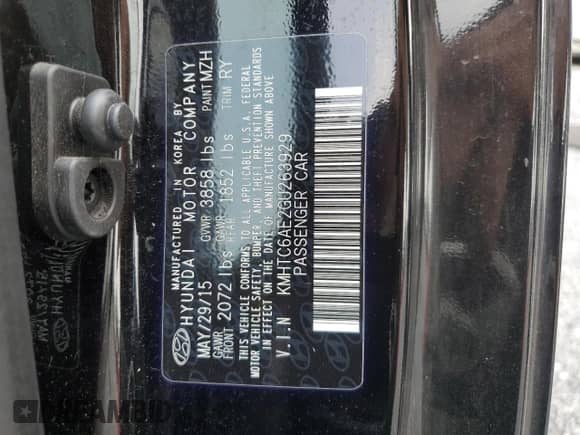 MANUFACTURED IN KOREA BY
HYUNDAI MOTOR COMPANY
MAY/29/15 GVWR 3858 lbs PAINT MZH
GAWR FRONT 2072 lbs GAWR REAR 1852 lbs TRIM RY
THIS VEHICLE CONFORMS TO ALL APPLICABLE U.S.A. FEDERAL
MOTOR VEHICLE SAFETY, BUMPER, AND THEFT PREVENTION STANDARDS
IN EFFECT ON THE DATE OF MANUFACTURE SHOWN ABOVE
V.I.N KMHTC6AE2GU263929
PASSENGER CAR
DREAMBID